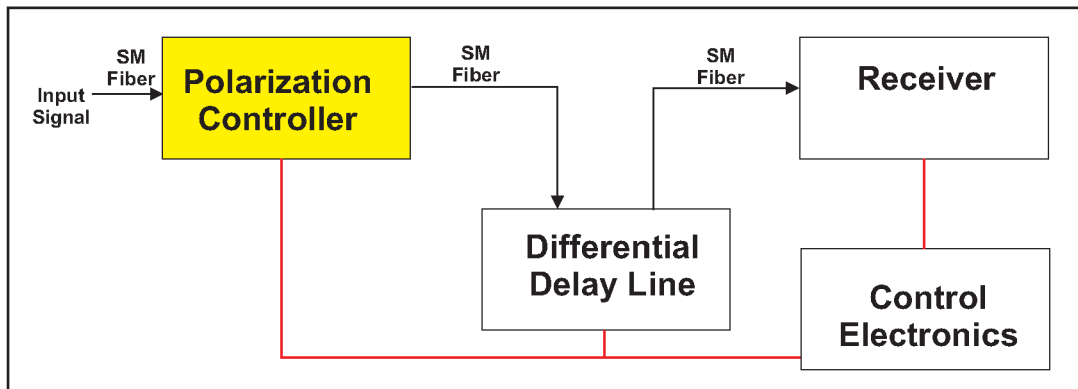 Input
Signal
SM
Fiber
Polarization
Controller
SM
Fiber
Differential
Delay Line
SM
Fiber
Receiver
Control
Electronics